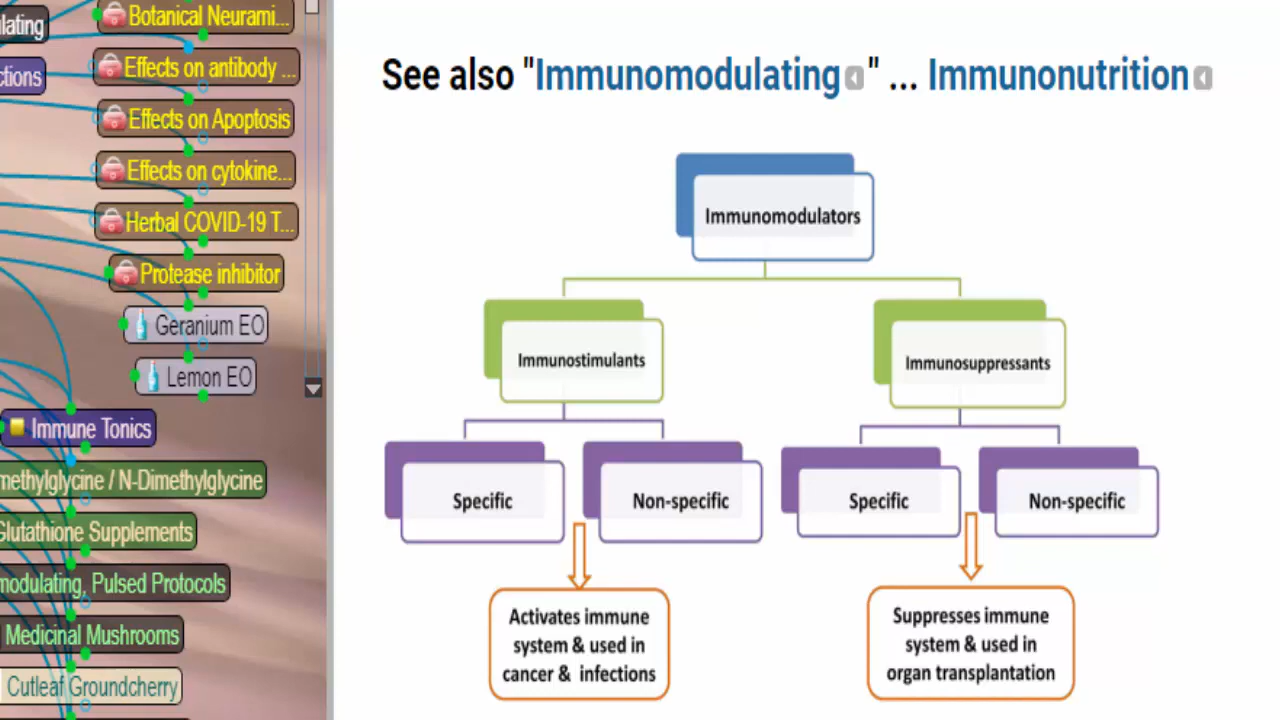 ulating
ctions
Botanical Neurami...
Effects on antibody ...
Effects on Apoptosis
Effects on cytokine...
Herbal COVID-19 T...
Protease inhibitor
Geranium EO
Lemon EO
Immune Tonics
methylglycine / N-Dimethylglycine
Glutathione Supplements
modulating, Pulsed Protocols
Medicinal Mushrooms
Cutleaf Groundcherry
See also "Immunomodulating" ... Immunonutrition
Immunomodulators
Immunostimulants
Immunosuppressants
Specific
Non-specific
Specific
Non-specific
Activates immune
system & used in
cancer & infections
Suppresses immune
system & used in
organ transplantation